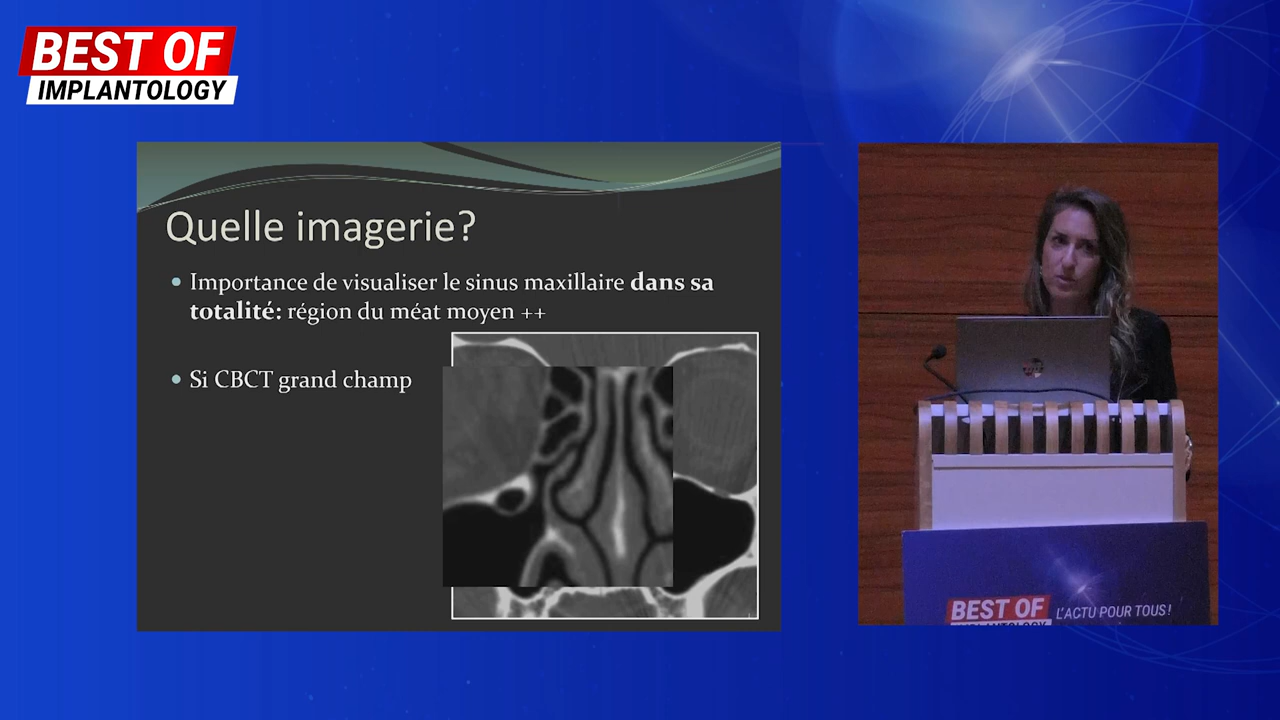 BEST OF
IMPLANTOLOGY
Quelle imagerie?
• Importance de visualiser le sinus maxillaire dans sa
totalité: région du méat moyen ++
• Si CBCT grand champ
BEST OF
L'ACTU POUR TOUS!
IMPLANTOLOGY